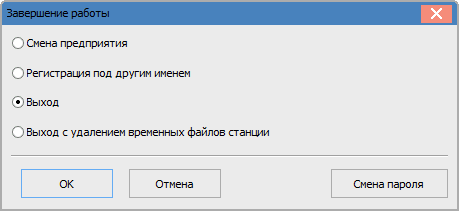 Завершение работы
Смена предприятия
Регистрация под другим именем
Выход
Выход с удалением временных файлов станции
OK
Отмена
Смена пароля